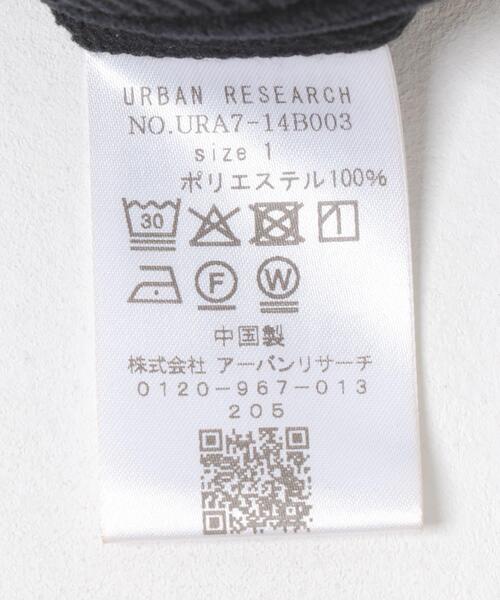 URBAN RESEARCH
NO.URA7-14B003
size 1
ポリエステル100%
30
F W
中国製
株式会社 アーバンリサーチ
0120-967-013
205